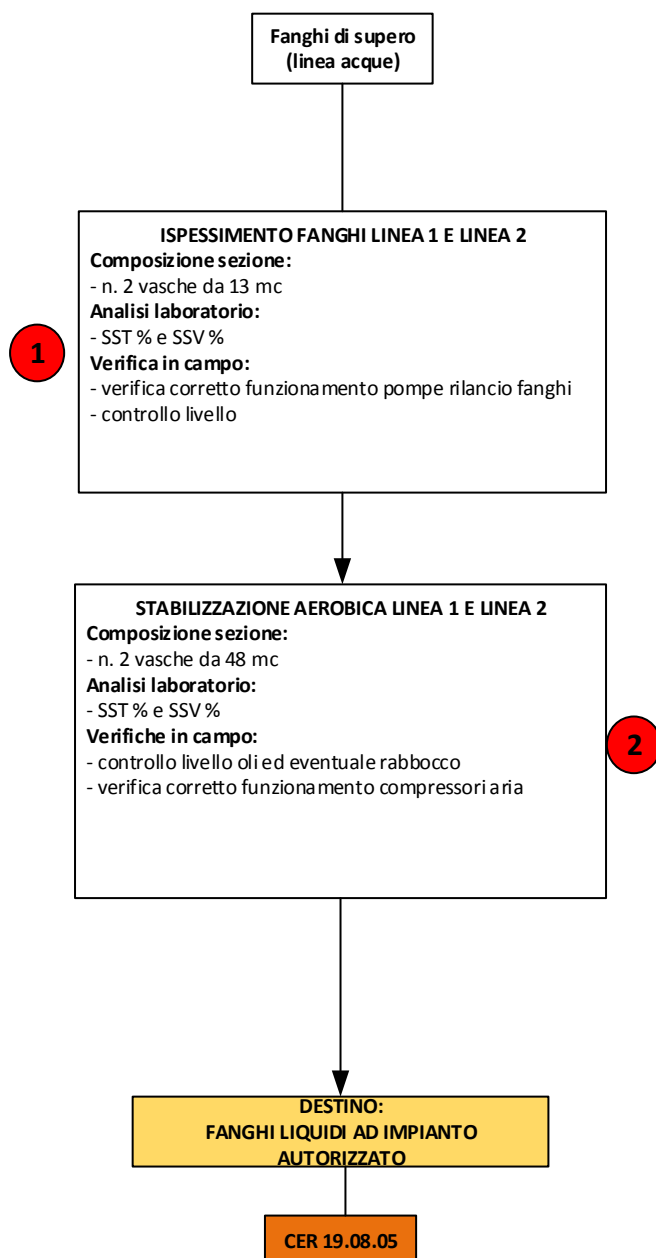 Fanghi di supero
(linea acque)
ISPESSIMENTO FANGHI LINEA 1 E LINEA 2
Composizione sezione:
- n. 2 vasche da 13 mc
Analisi laboratorio:
- SST % e SSV %
Verifica in campo:
- verifica corretto funzionamento pompe rilancio fanghi
- controllo livello
1
STABILIZZAZIONE AEROBICA LINEA 1 E LINEA 2
Composizione sezione:
- n. 2 vasche da 48 mc
Analisi laboratorio:
- SST % e SSV %
Verifiche in campo:
- controllo livello oli ed eventuale rabbocco
- verifica corretto funzionamento compressori aria
2
DESTINO:
FANGHI LIQUIDI AD IMPIANTO
AUTORIZZATO
CER 19.08.05